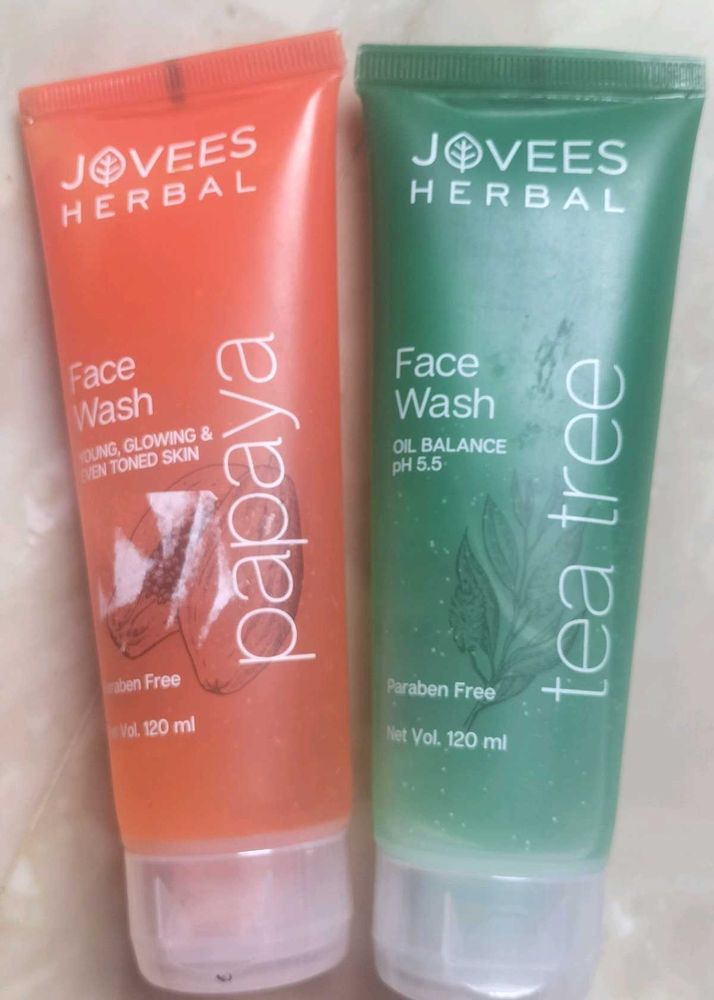 JOVEES
HERBAL
Face
Wash
YOUNG, GLOWING &
EVEN TONED SKIN
papaya
Paraben Free
Net Vol. 120 ml
JOVEES
HERBAL
Face
Wash
OIL BALANCE
pH 5.5
tea tree
Paraben Free
Net Vol. 120 ml